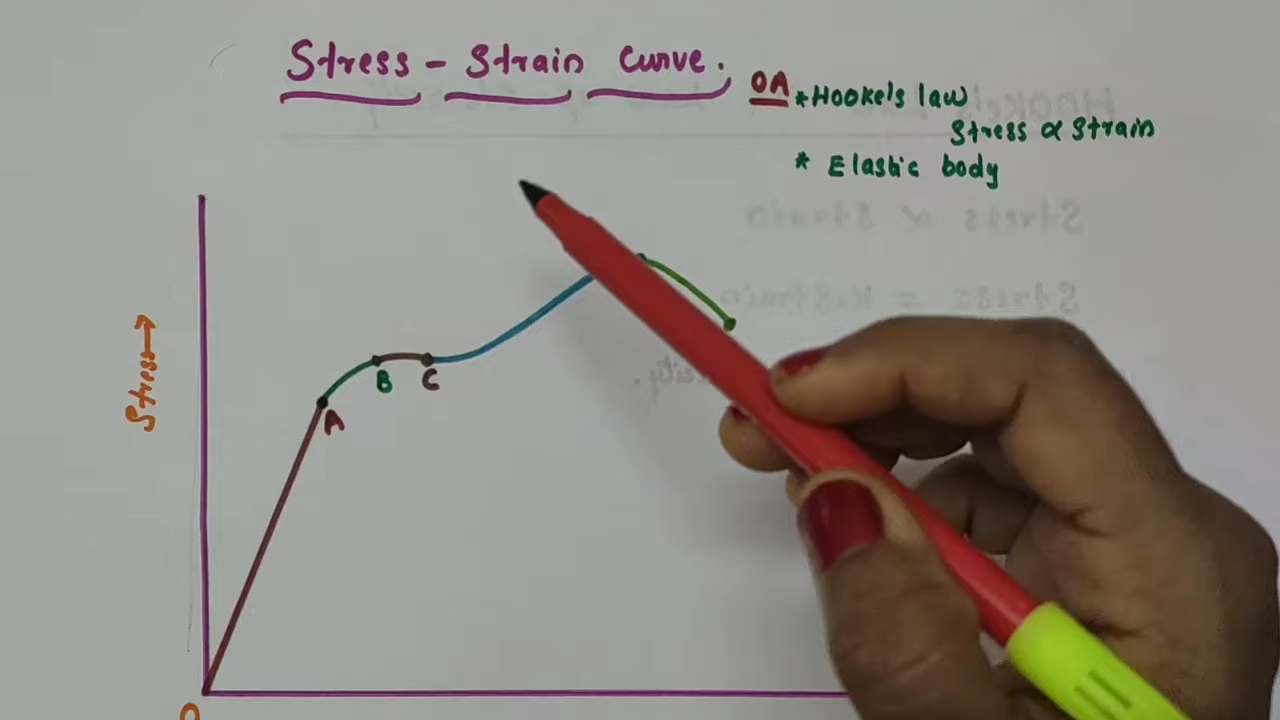 Stress - Strain Curve.
OA * Hooke's law
Stress ∝ Strain
* Elastic body
Stress→
B
C
A
O